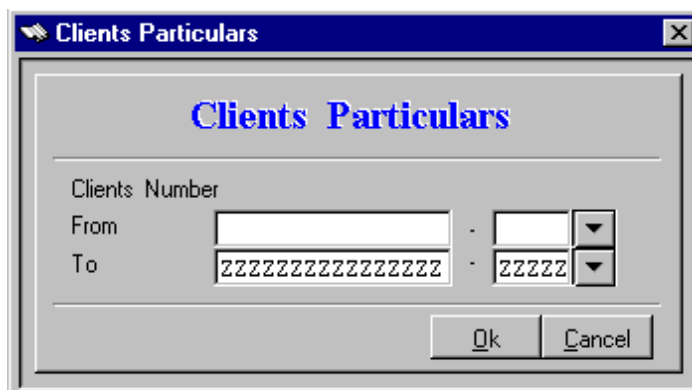 Clients Particulars
Clients Particulars
Clients Number
From -
To ZZZZZZZZZZZZZZZZ - ZZZZZ
Ok Cancel